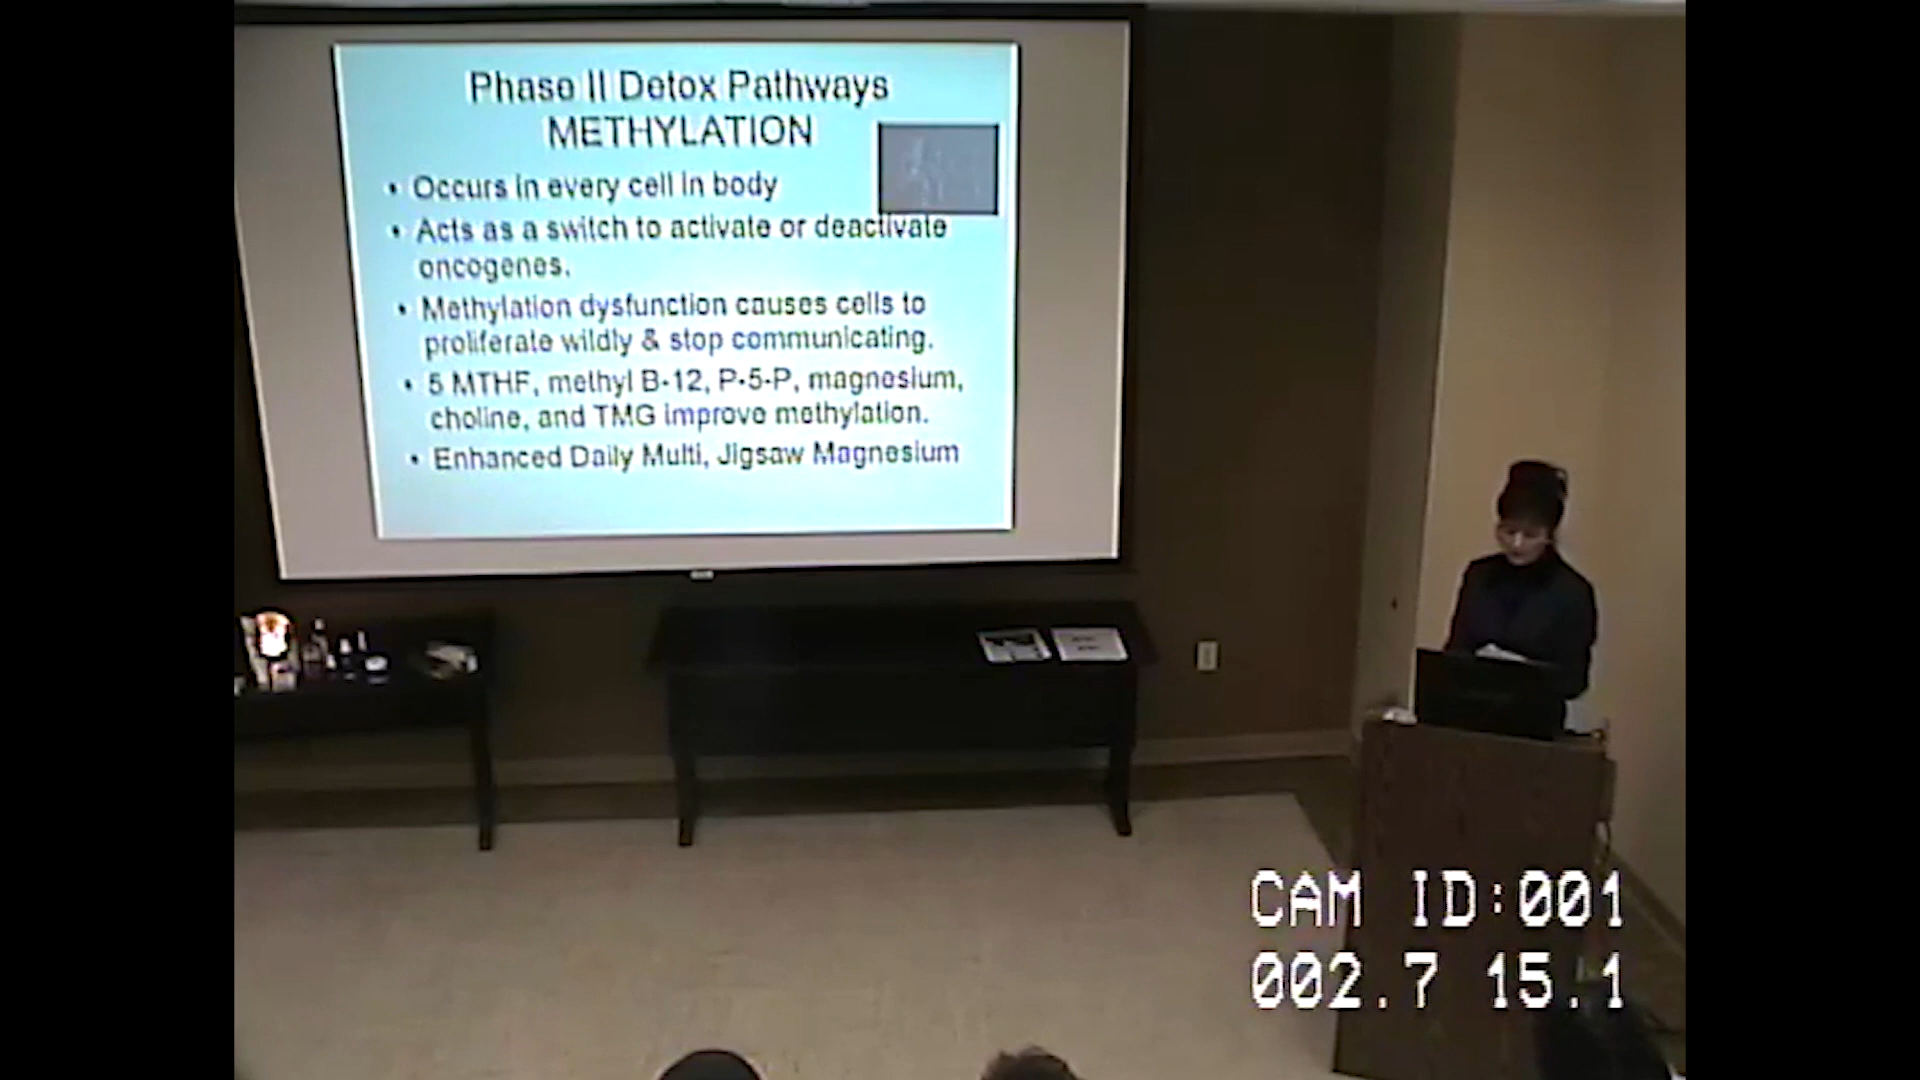 Phase II Detox Pathways
METHYLATION
• Occurs in every cell in body
• Acts as a switch to activate or deactivate
oncogenes.
• Methylation dysfunction causes cells to
proliferate wildly & stop communicating.
• 5 MTHF, methyl B-12, P-5-P, magnesium,
choline, and TMG improve methylation.
• Enhanced Daily Multi, Jigsaw Magnesium
CAM ID:001
002.7 15.1